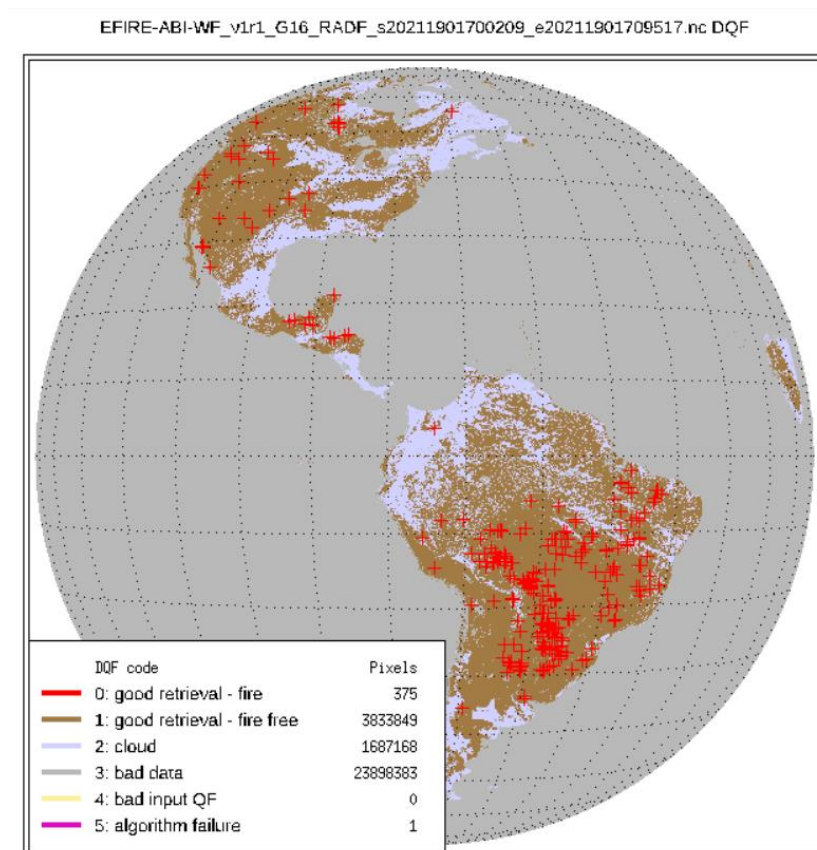 EFIRE-ABI-WF_v1r1_G16_RADF_s20211901700209_e20211901709517.nc DQF
DQF code Pixels
0: good retrieval - fire 375
1: good retrieval - fire free 3833849
2: cloud 1687168
3: bad data 23898383
4: bad input QF 0
5: algorithm failure 1